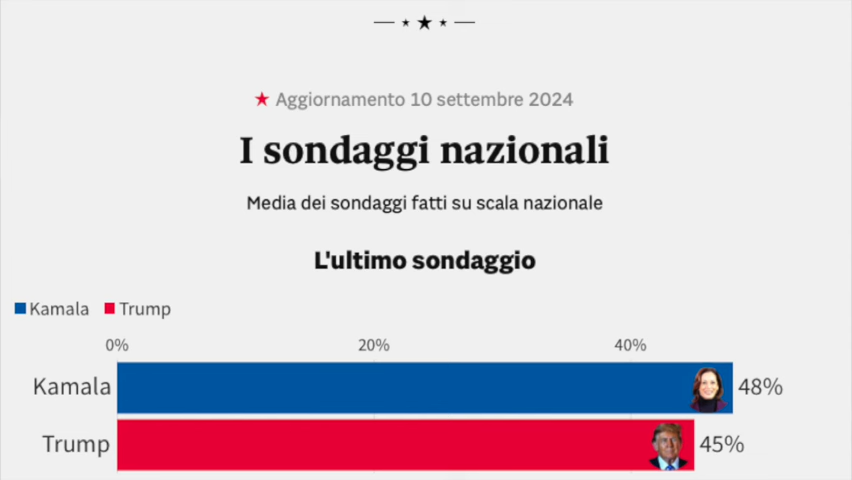 Aggiornamento 10 settembre 2024
I sondaggi nazionali
Media dei sondaggi fatti su scala nazionale
L'ultimo sondaggio
Kamala Trump
0% 20% 40%
Kamala 48%
Trump 45%